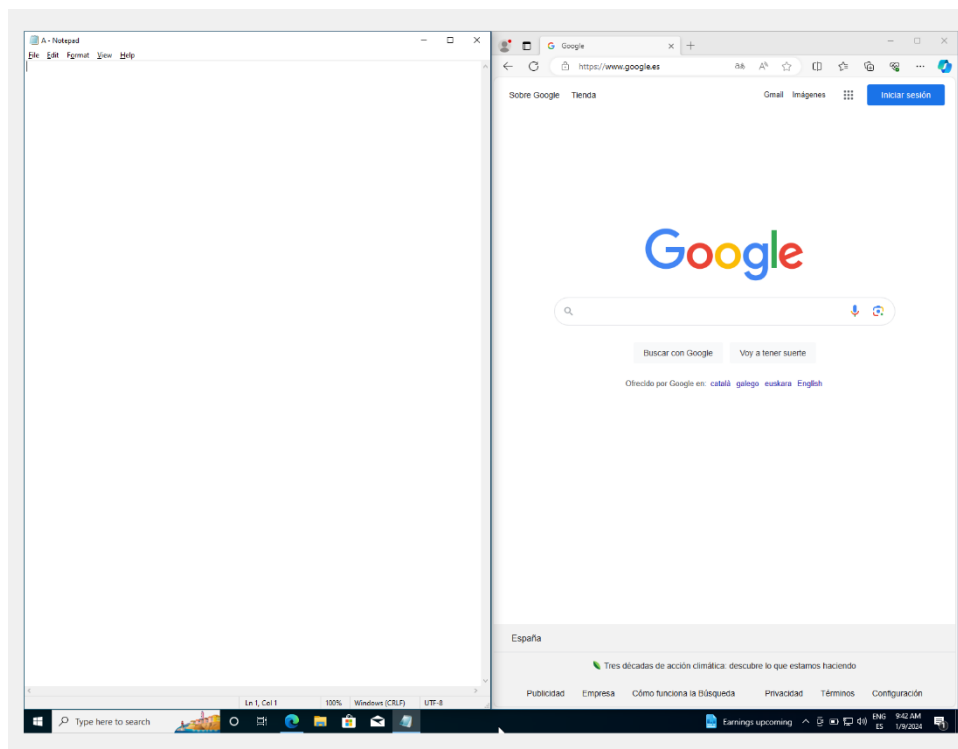 A - Notepad
File Edit Format View Help
Ln 1, Col 1 100% Windows (CRLF) UTF-8
Google
https://www.google.es
Sobre Google Tienda Gmail Imágenes Iniciar sesión
Google
Buscar con Google Voy a tener suerte
Ofrecido por Google en: català galego euskara English
España
Tres décadas de acción climática: descubre lo que estamos haciendo
Publicidad Empresa Cómo funciona la Búsqueda Privacidad Términos Configuración
Type here to search Earnings upcoming ENG 9:42 AM
ES 1/9/2024